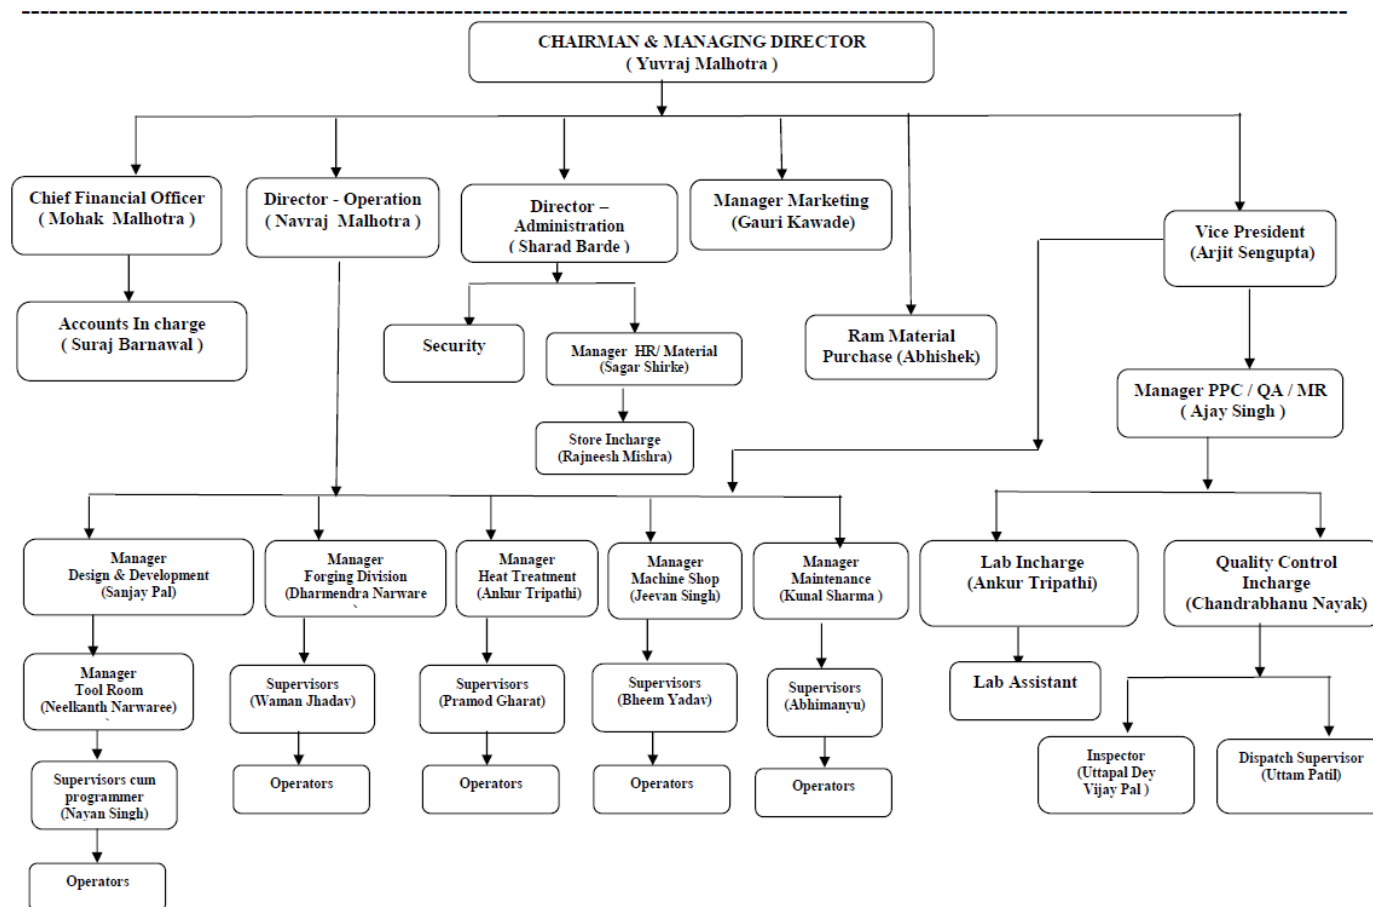 CHAIRMAN & MANAGING DIRECTOR
( Yuvraj Malhotra )
Chief Financial Officer
( Mohak Malhotra )
Director - Operation
( Navraj Malhotra )
Director –
Administration
( Sharad Barde )
Manager Marketing
(Gauri Kawade)
Vice President
(Arjit Sengupta)
Accounts In charge
( Suraj Barnawal )
Security
Manager HR/ Material
(Sagar Shirke)
Ram Material
Purchase (Abhishek)
Manager PPC / QA / MR
( Ajay Singh )
Store Incharge
(Rajneesh Mishra)
Manager
Design & Development
(Sanjay Pal)
Manager
Forging Division
(Dharmendra Narware
)
Manager
Heat Treatment
(Ankur Tripathi)
Manager
Machine Shop
(Jeevan Singh)
Manager
Maintenance
(Kunal Sharma )
Lab Incharge
(Ankur Tripathi)
Quality Control
Incharge
(Chandrabhanu Nayak)
Manager
Tool Room
(Neelkanth Narwaree)
)
Supervisors
(Waman Jhadav)
Supervisors
(Pramod Gharat)
Supervisors
(Bheem Yadav)
Supervisors
(Abhimanyu)
Lab Assistant
Supervisors cum
programmer
(Nayan Singh)
Operators
Operators
Operators
Operators
Inspector
(Uttapal Dey
Vijay Pal )
Dispatch Supervisor
(Uttam Patil)
Operators